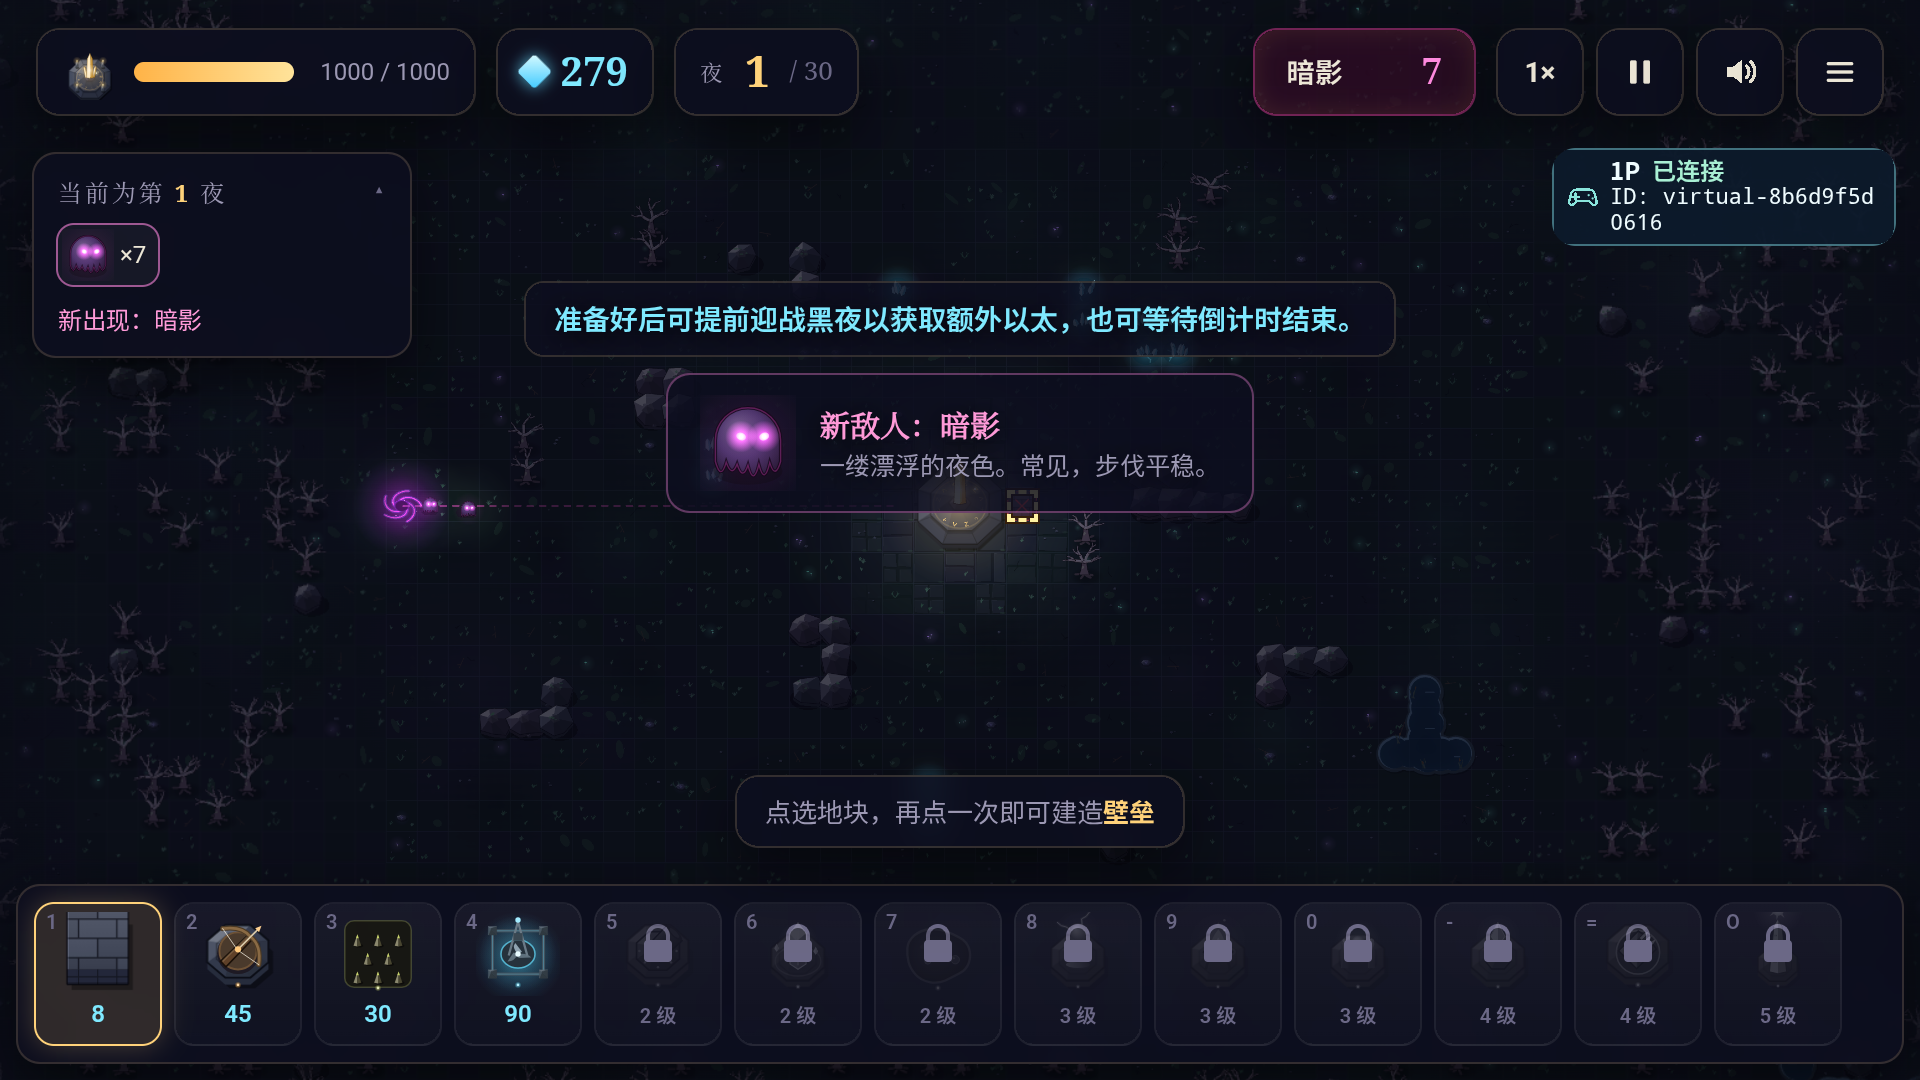 1000 / 1000
279
夜 1 / 30
暗影 7
1×
当前为第 1 夜
×7
新出现：暗影
1P 已连接
ID: virtual-8b6d9f5d
0616
准备好后可提前迎战黑夜以获取额外以太，也可等待倒计时结束。
新敌人：暗影
一缕漂浮的夜色。常见，步伐平稳。
点选地块，再点一次即可建造壁垒
1 2 3 4 5 6 7 8 9 0 - = O
8 45 30 90 2 级 2 级 2 级 3 级 3 级 3 级 4 级 4 级 5 级